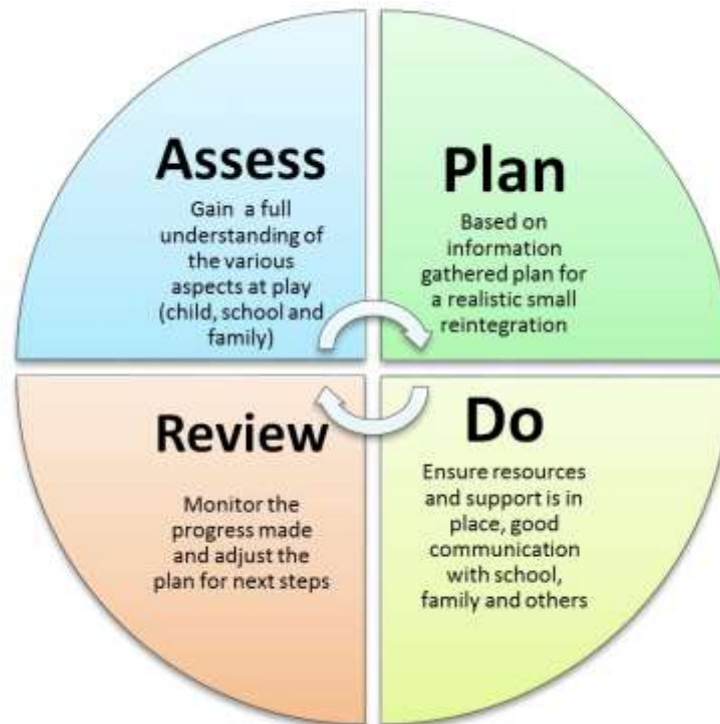 Assess
Gain a full
understanding of
the various
aspects at play
(child, school and
family)
Plan
Based on
information
gathered plan for
a realistic small
reintegration
Review
Monitor the
progress made
and adjust the
plan for next steps
Do
Ensure resources
and support is in
place, good
communication
with school,
family and others